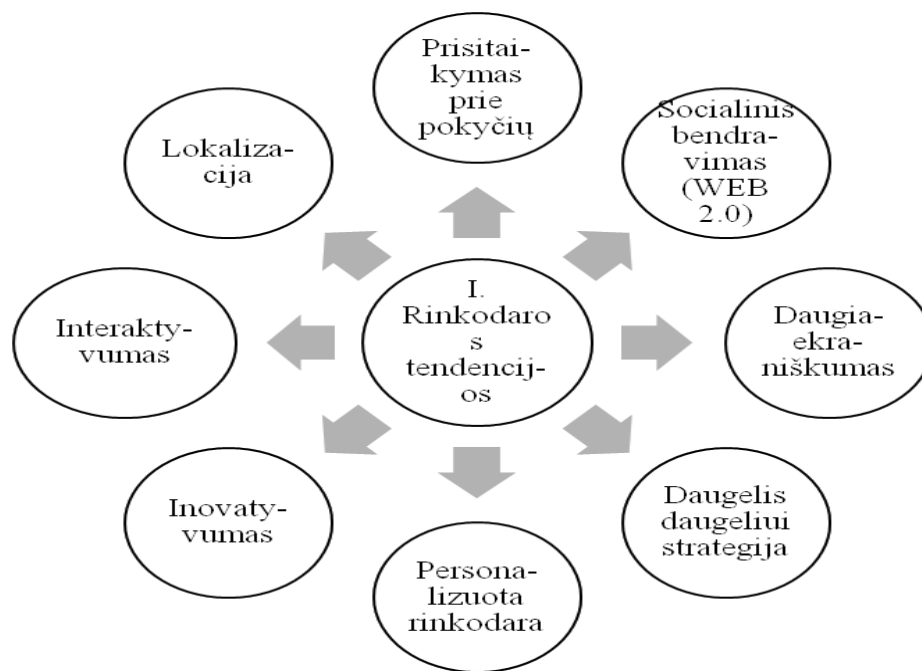 Prisitai-
kymas
prie
pokyčių
Socialinis
bendra-
vimas
(WEB
2.0)
Daugia-
ekra-
niškumas
Daugelis
daugeliui
strategija
Persona-
lizuota
rinkodara
Inovaty-
vumas
Interakty-
vumas
Lokaliza-
cija
I.
Rinkodaro
s
tendencij-
os